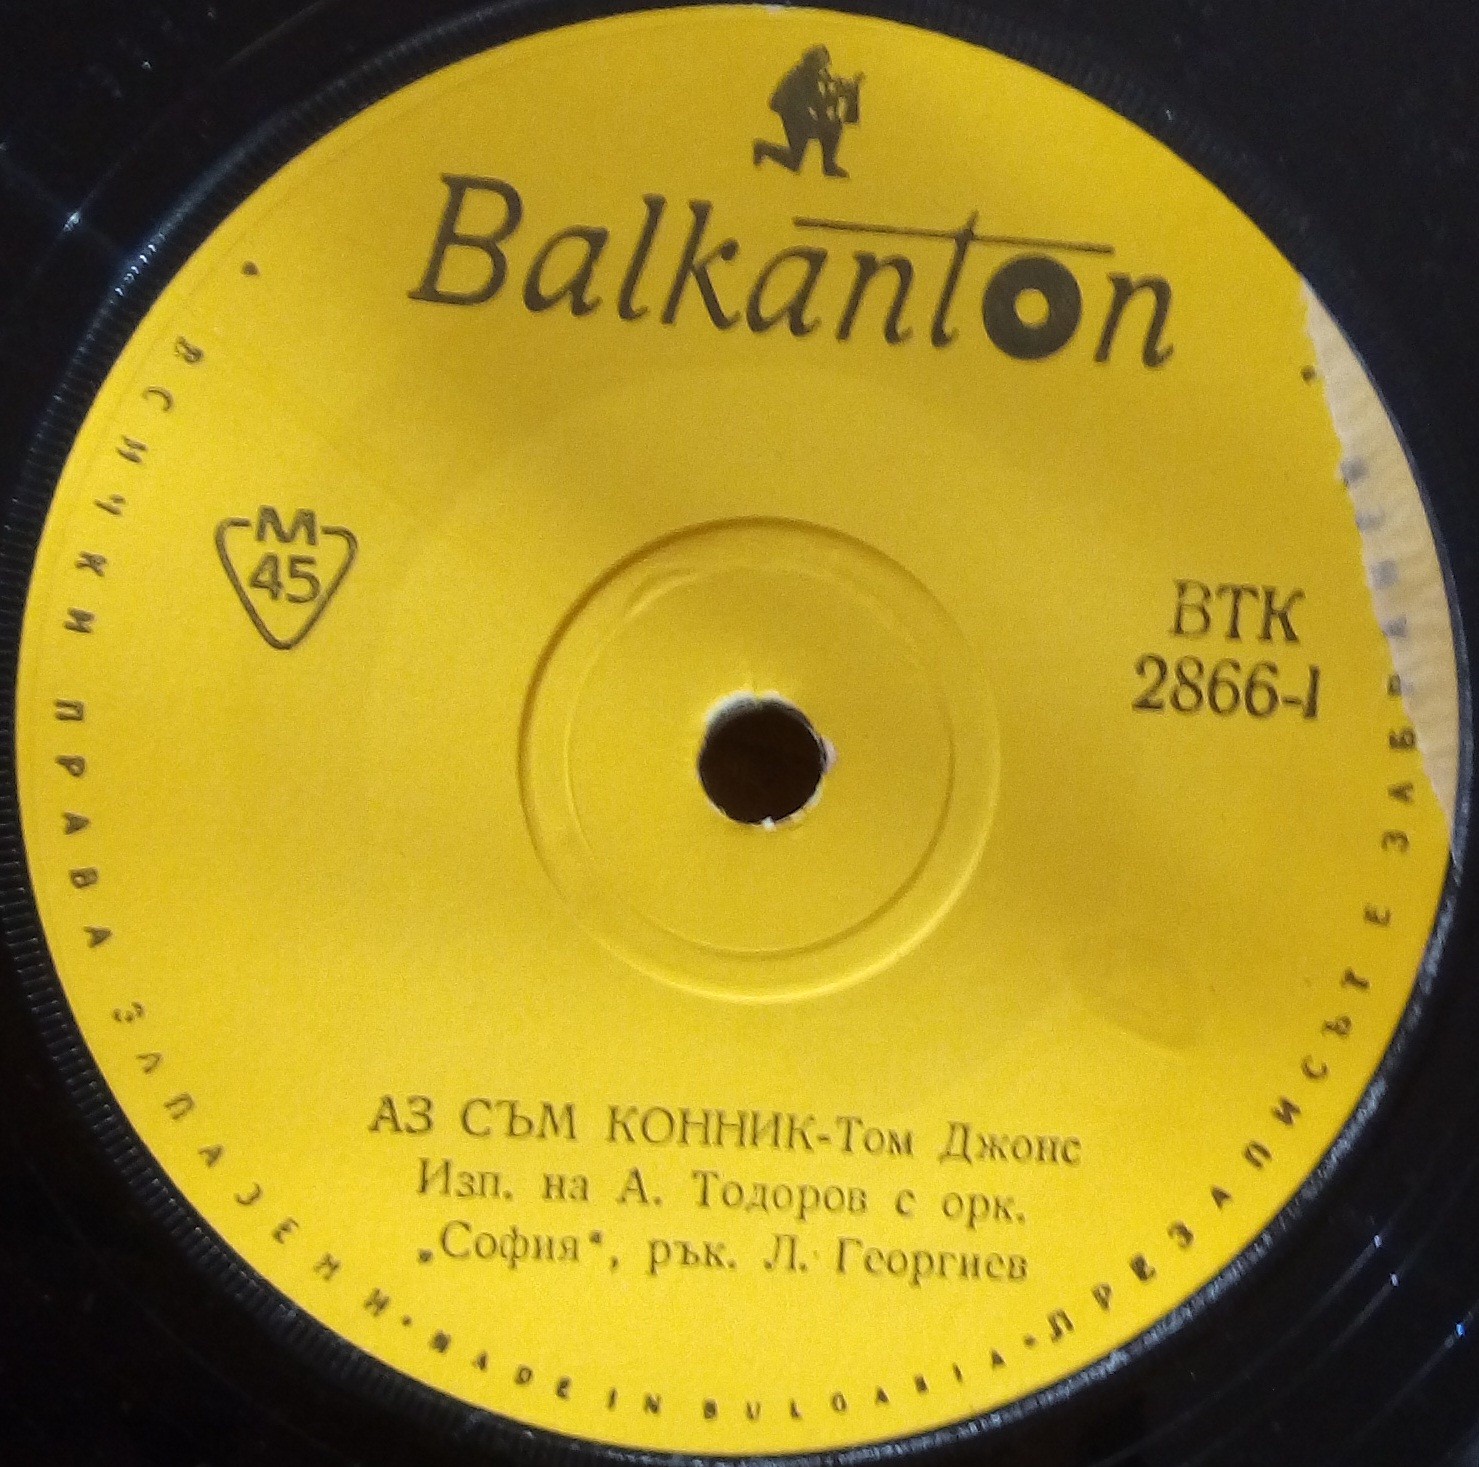 Balkanton
М
45
ВТК
2866-I
АЗ СЪМ КОННИК-Том Джонс
Изп. на А. Тодоров с орк.
„София“, рък. Л. Георгиев
• ВСИЧКИ ПРАВА ЗАПАЗЕНИ • MADE IN BULGARIA • ПРЕЗАПИСЪТ Е ЗАБРАНЕН •